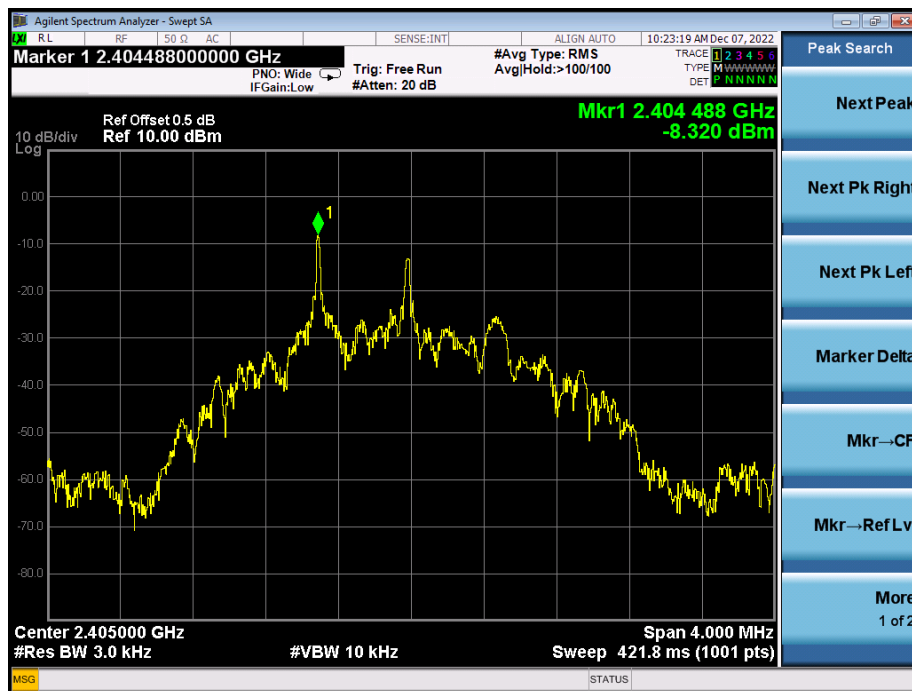 Agilent Spectrum Analyzer - Swept SA
LXI RL RF 50 Ω AC SENSE:INT ALIGN AUTO 10:23:19 AM Dec 07, 2022
Marker 1 2.404488000000 GHz
PNO: Wide
IFGain:Low
Trig: Free Run
#Atten: 20 dB
#Avg Type: RMS
Avg|Hold:>100/100
TRACE 1 2 3 4 5 6
TYPE M W W W W W
DET P N N N N N
Mkr1 2.404 488 GHz
-8.320 dBm
Ref Offset 0.5 dB
Ref 10.00 dBm
10 dB/div
Log
1
0.00
-10.0
-20.0
-30.0
-40.0
-50.0
-60.0
-70.0
-80.0
Center 2.405000 GHz
Span 4.000 MHz
#Res BW 3.0 kHz
#VBW 10 kHz
Sweep 421.8 ms (1001 pts)
MSG
STATUS
Peak Search
Next Peak
Next Pk Right
Next Pk Left
Marker Delta
Mkr→CF
Mkr→Ref Lv
More
1 of 2